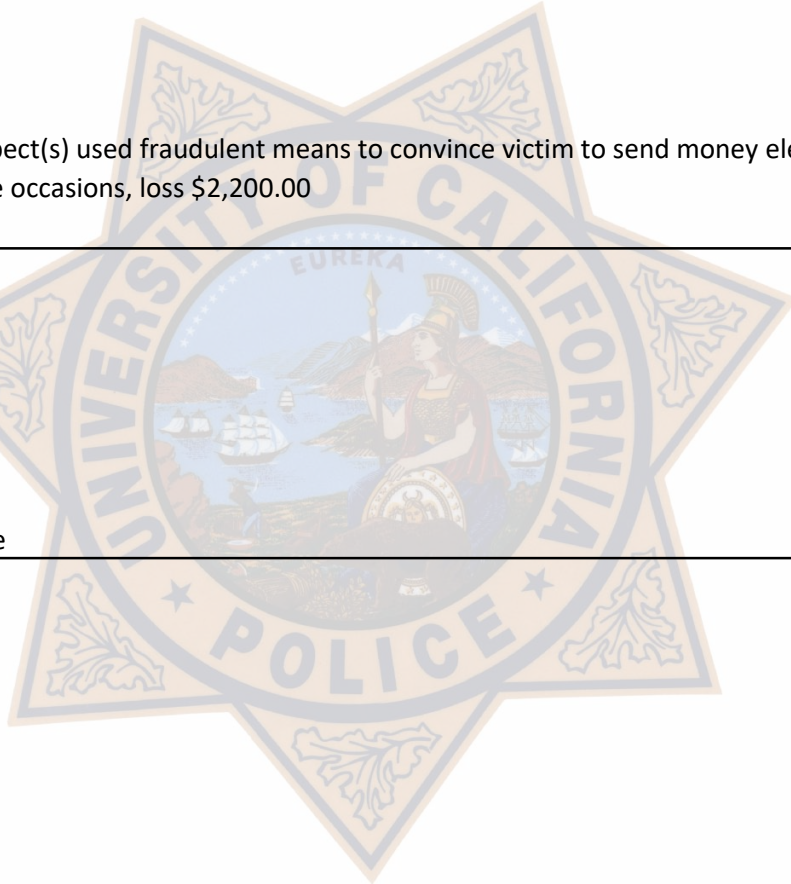 pect(s) used fraudulent means to convince victim to send money ele
e occasions, loss $2,200.00
UNIVERSITY OF CALIFORNIA
EUREKA
e
POLICE